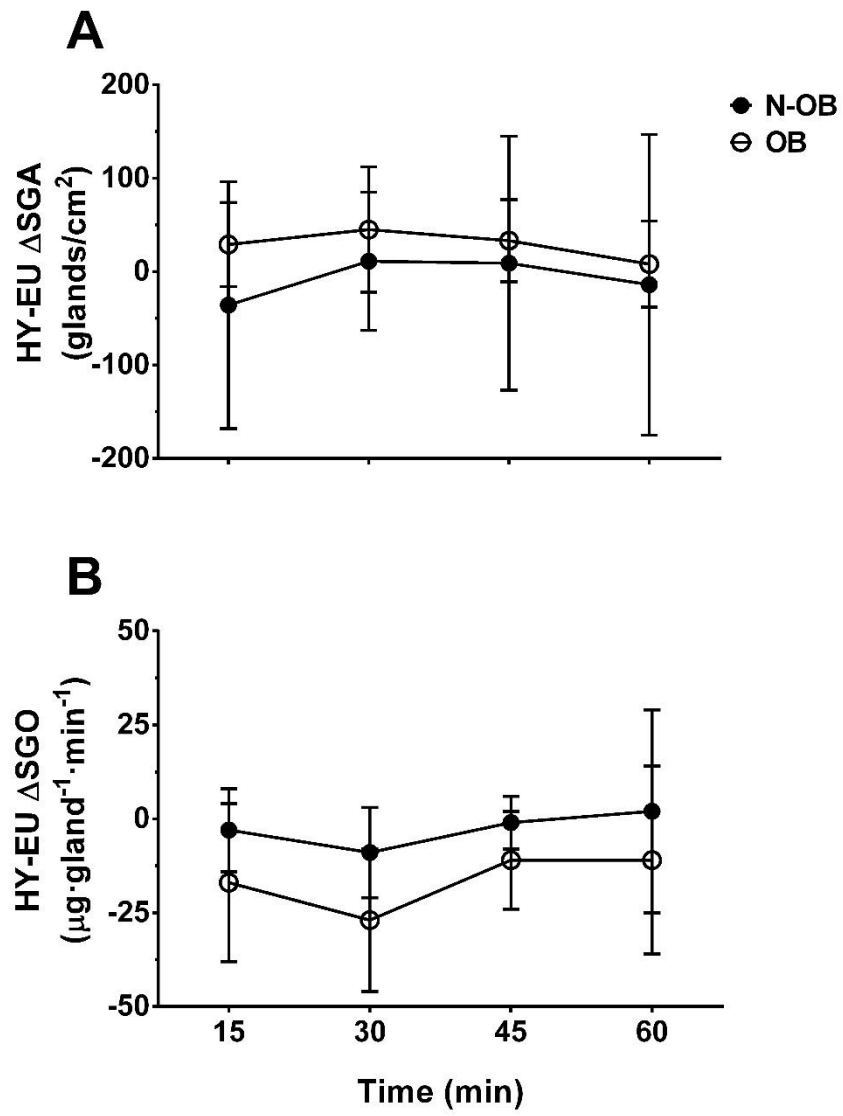 A
200
100
0
-100
-200
HY-EU ΔSGA
(glands/cm²)
N-OB
OB
B
50
25
0
-25
-50
HY-EU ΔSGO
(μg·gland⁻¹·min⁻¹)
15 30 45 60
Time (min)